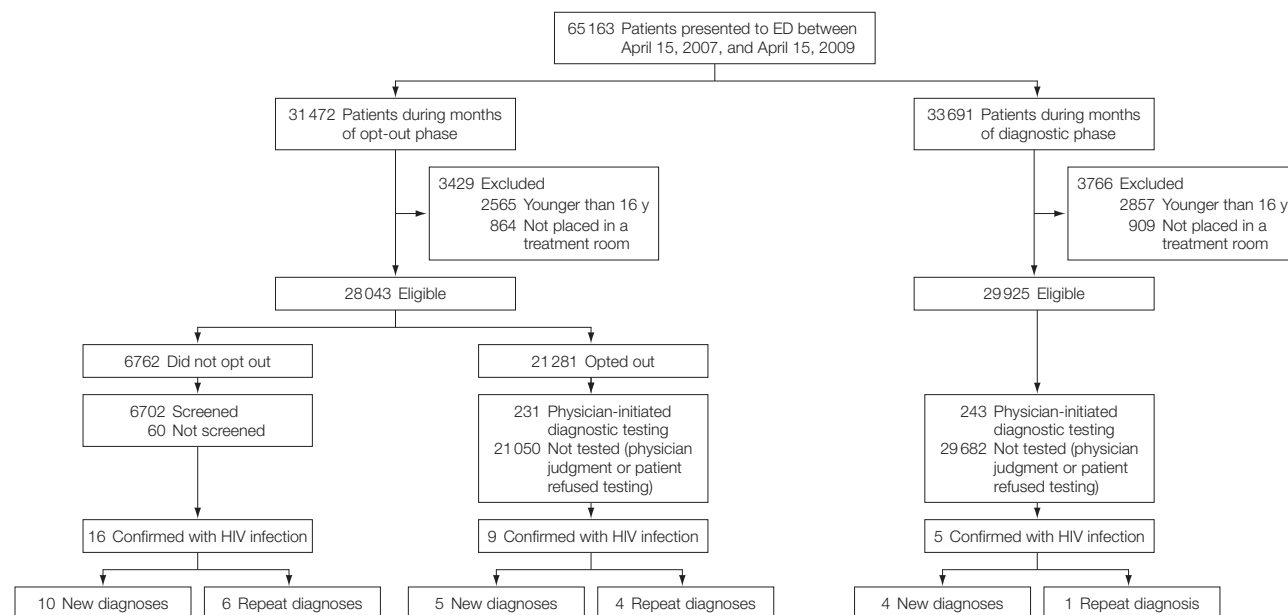 65 163 Patients presented to ED between
April 15, 2007, and April 15, 2009
31 472 Patients during months
of opt-out phase
33 691 Patients during months
of diagnostic phase
3429 Excluded
2565 Younger than 16 y
864 Not placed in a
treatment room
3766 Excluded
2857 Younger than 16 y
909 Not placed in a
treatment room
28 043 Eligible
29 925 Eligible
6762 Did not opt out
21 281 Opted out
6702 Screened
60 Not screened
231 Physician-initiated
diagnostic testing
21 050 Not tested (physician
judgment or patient
refused testing)
243 Physician-initiated
diagnostic testing
29 682 Not tested (physician
judgment or patient
refused testing)
16 Confirmed with HIV infection
9 Confirmed with HIV infection
5 Confirmed with HIV infection
10 New diagnoses
6 Repeat diagnoses
5 New diagnoses
4 Repeat diagnoses
4 New diagnoses
1 Repeat diagnosis